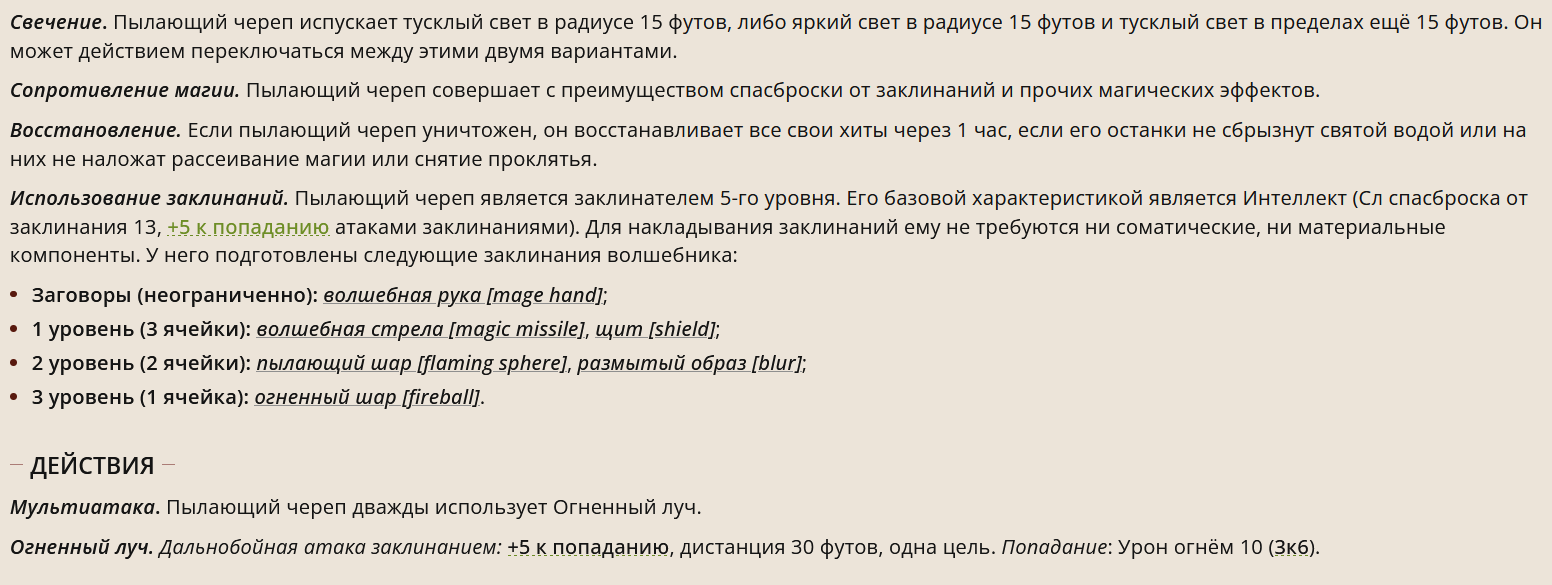 Свечение. Пылающий череп испускает тусклый свет в радиусе 15 футов, либо яркий свет в радиусе 15 футов и тусклый свет в пределах ещё 15 футов. Он
может действием переключаться между этими двумя вариантами.
Сопротивление магии. Пылающий череп совершает с преимуществом спасброски от заклинаний и прочих магических эффектов.
Восстановление. Если пылающий череп уничтожен, он восстанавливает все свои хиты через 1 час, если его останки не сбрызнут святой водой или на
них не наложат рассеивание магии или снятие проклятья.
Использование заклинаний. Пылающий череп является заклинателем 5-го уровня. Его базовой характеристикой является Интеллект (Сл спасброска от
заклинания 13, +5 к попаданию атаками заклинаниями). Для накладывания заклинаний ему не требуются ни соматические, ни материальные
компоненты. У него подготовлены следующие заклинания волшебника:
• Заговоры (неограниченно): волшебная рука [mage hand];
• 1 уровень (3 ячейки): волшебная стрела [magic missile], щит [shield];
• 2 уровень (2 ячейки): пылающий шар [flaming sphere], размытый образ [blur];
• 3 уровень (1 ячейка): огненный шар [fireball].
— ДЕЙСТВИЯ —
Мультиатака. Пылающий череп дважды использует Огненный луч.
Огненный луч. Дальнобойная атака заклинанием: +5 к попаданию, дистанция 30 футов, одна цель. Попадание: Урон огнём 10 (3к6).